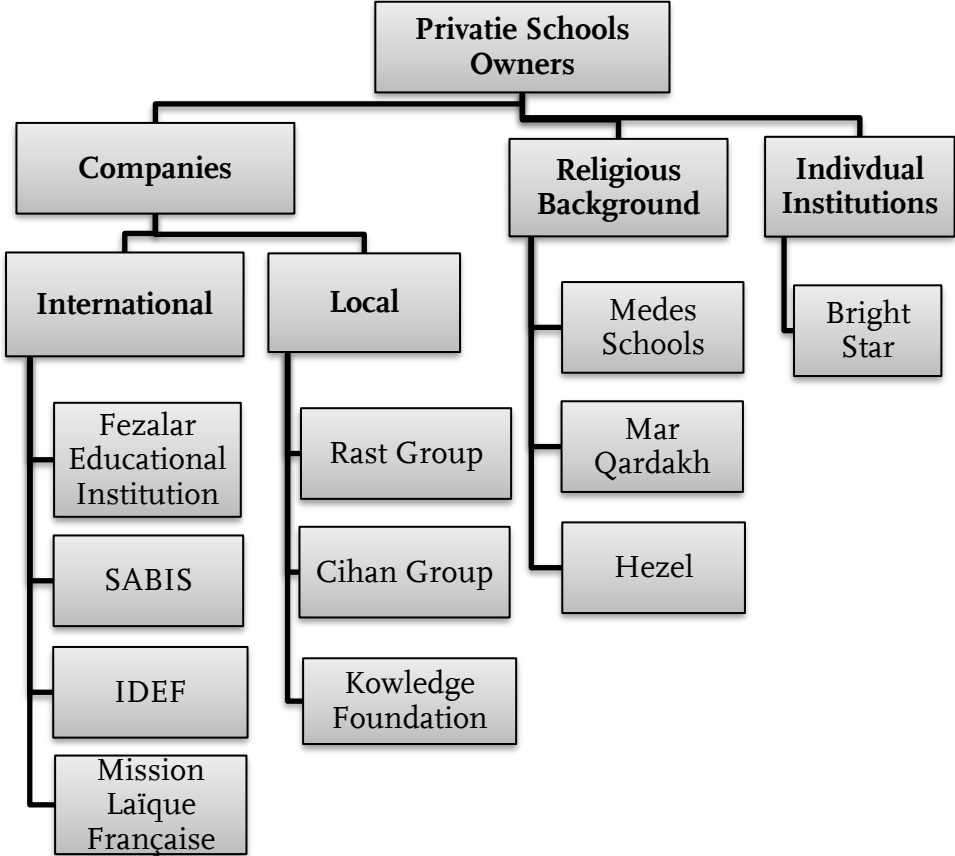 Privatie Schools
Owners
Companies
Religious
Background
Indivdual
Institutions
International
Local
Medes
Schools
Bright
Star
Fezalar
Educational
Institution
Rast Group
Mar
Qardakh
SABIS
Cihan Group
Hezel
IDEF
Kowledge
Foundation
Mission
Laïque
Française